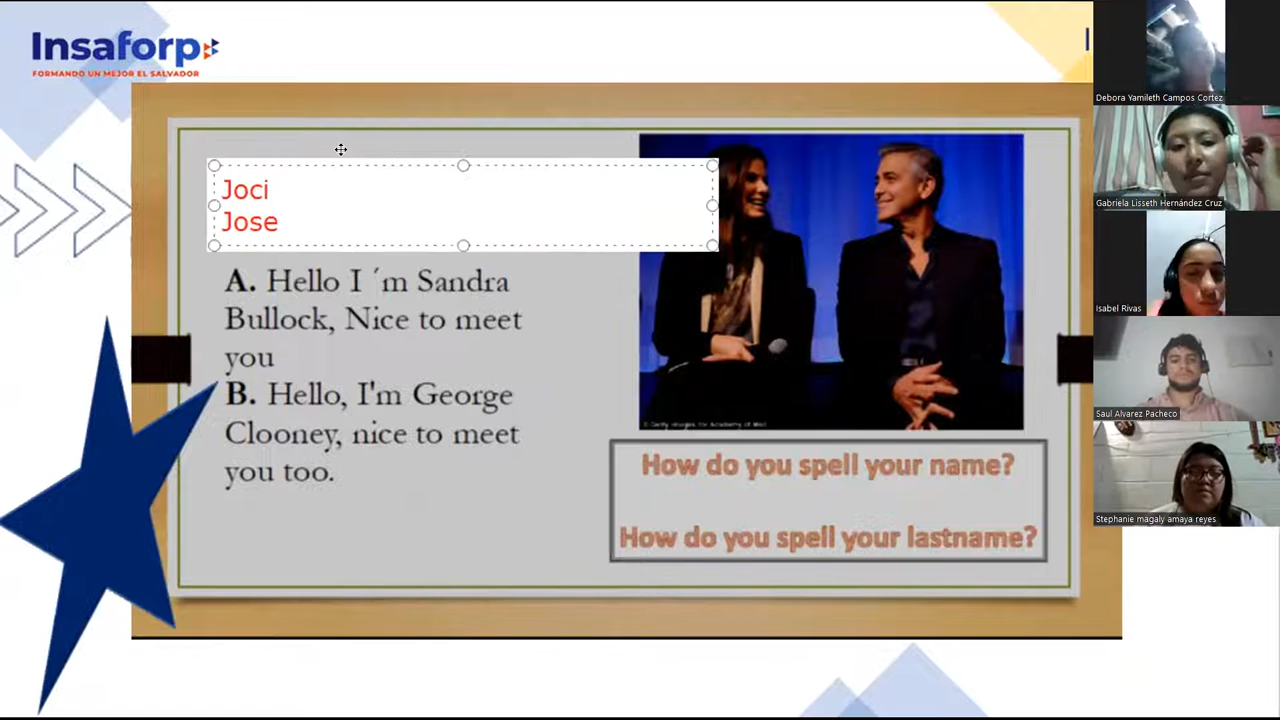 Insaforp
FORMANDO UN MEJOR EL SALVADOR
Joci
Jose
A. Hello I ´m Sandra
Bullock, Nice to meet
you
B. Hello, I'm George
Clooney, nice to meet
you too.
How do you spell your name?
How do you spell your lastname?
Debora Yamileth Campos Cortez
Gabriela Lisseth Hernández Cruz
Isabel Rivas
Saul Alvarez Pacheco
Stephanie magaly amaya reyes